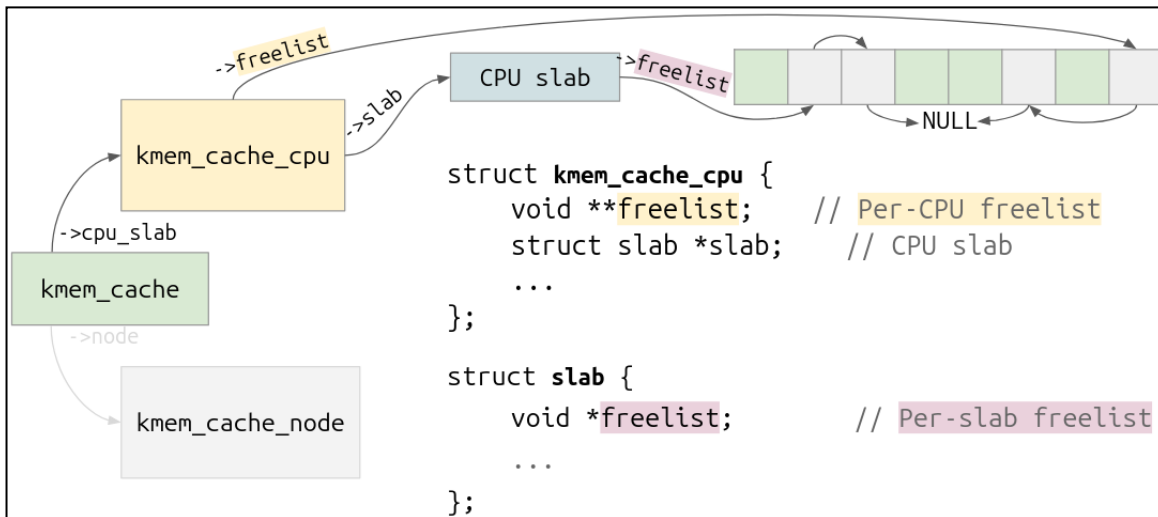 ->freelist
->freelist
CPU slab
->slab
NULL
kmem_cache_cpu
struct kmem_cache_cpu {
void **freelist; // Per-CPU freelist
->cpu_slab
struct slab *slab; // CPU slab
kmem_cache
...
};
->node
struct slab {
kmem_cache_node
void *freelist; // Per-slab freelist
...
};